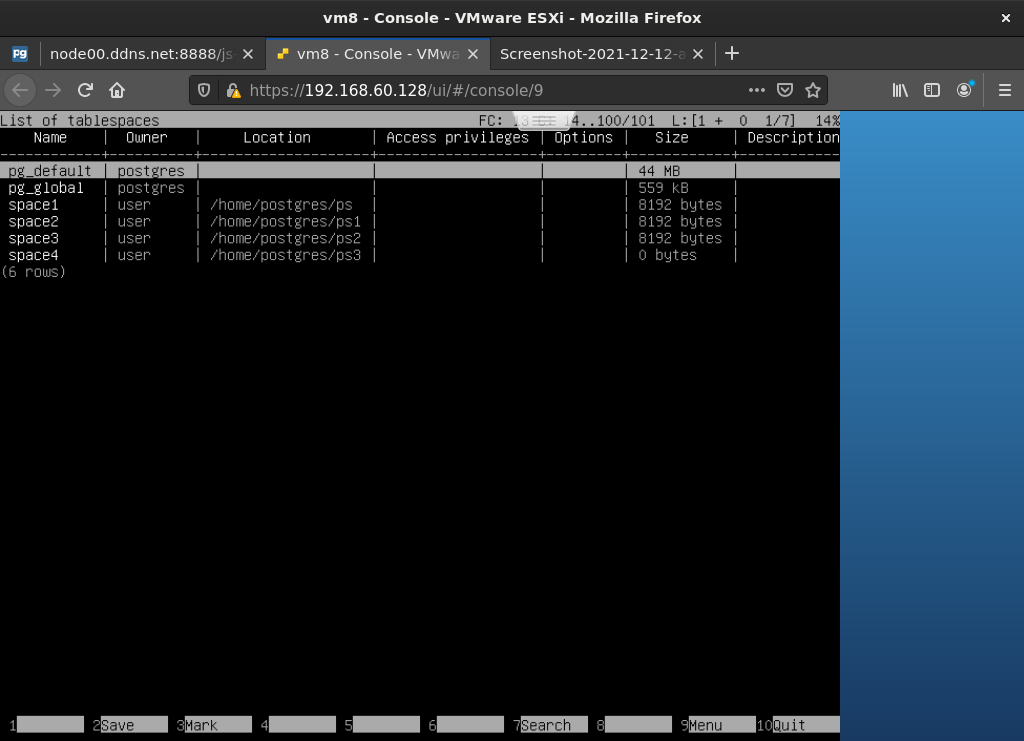 vm8 - Console - VMware ESXi - Mozilla Firefox
pg node00.ddns.net:8888/js vm8 - Console - VMwa Screenshot-2021-12-12-a
https://192.168.60.128/ui/#/console/9
List of tablespaces FC: 14..100/101 L:[1 + 0 1/7] 14%
Name | Owner | Location | Access privileges | Options | Size | Description
pg_default | postgres | | | | 44 MB |
pg_global | postgres | | | | 559 kB |
space1 | user | /home/postgres/ps | | | 8192 bytes |
space2 | user | /home/postgres/ps1 | | | 8192 bytes |
space3 | user | /home/postgres/ps2 | | | 8192 bytes |
space4 | user | /home/postgres/ps3 | | | 0 bytes |
(6 rows)
1 2Save 3Mark 4 5 6 7Search 8 9Menu 10Quit